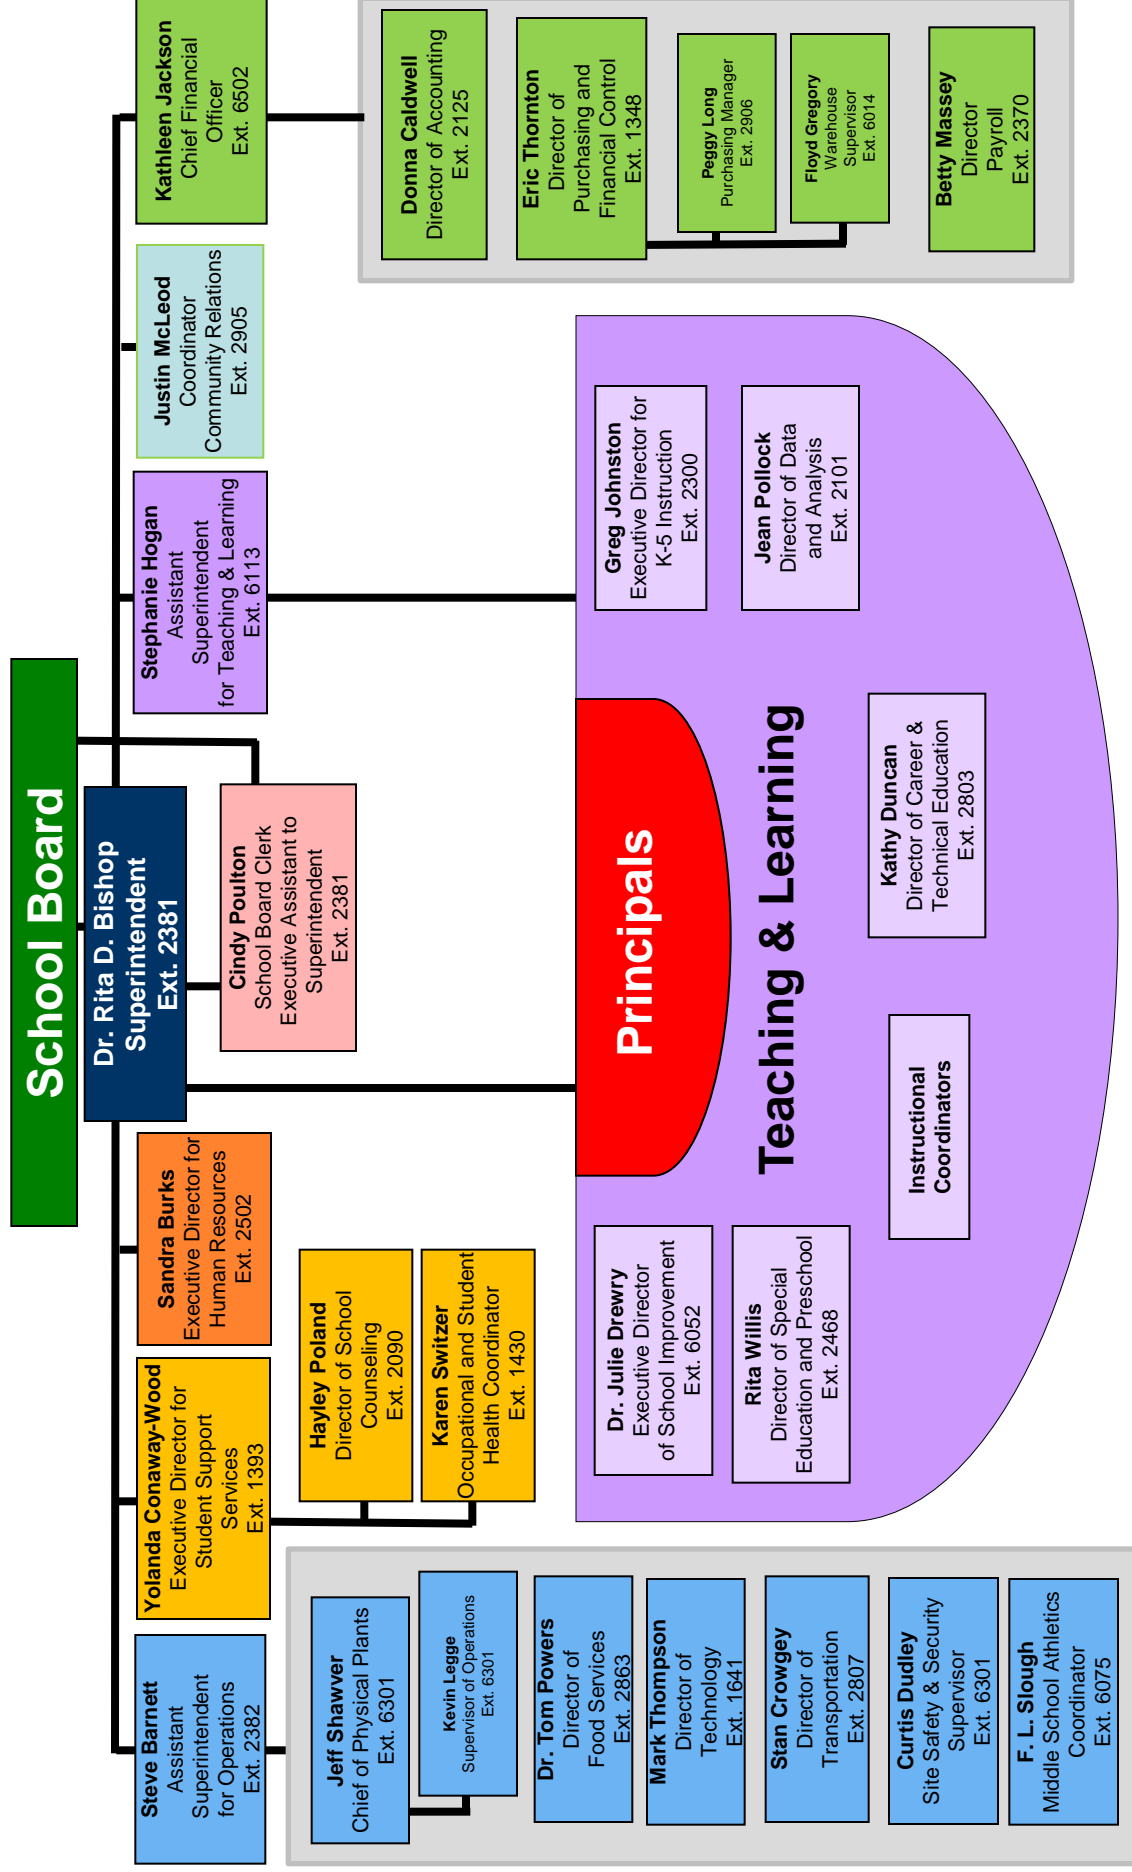 School Board
Dr. Rita D. Bishop
Superintendent
Ext. 2381
Cindy Poulton
School Board Clerk
Executive Assistant to
Superintendent
Ext. 2381
Steve Barnett
Assistant
Superintendent
for Operations
Ext. 2382
Yolanda Conaway-Wood
Executive Director for
Student Support
Services
Ext. 1393
Sandra Burks
Executive Director for
Human Resources
Ext. 2502
Stephanie Hogan
Assistant
Superintendent
for Teaching & Learning
Ext. 6113
Justin McLeod
Coordinator
Community Relations
Ext. 2905
Kathleen Jackson
Chief Financial
Officer
Ext. 6502
Jeff Shawver
Chief of Physical Plants
Ext. 6301
Kevin Legge
Supervisor of Operations
Ext. 6301
Dr. Tom Powers
Director of
Food Services
Ext. 2863
Mark Thompson
Director of
Technology
Ext. 1641
Stan Crowgey
Director of
Transportation
Ext. 2807
Curtis Dudley
Site Safety & Security
Supervisor
Ext. 6301
F. L. Slough
Middle School Athletics
Coordinator
Ext. 6075
Hayley Poland
Director of School
Counseling
Ext. 2090
Karen Switzer
Occupational and Student
Health Coordinator
Ext. 1430
Principals
Teaching & Learning
Dr. Julie Drewry
Executive Director
of School Improvement
Ext. 6052
Rita Willis
Director of Special
Education and Preschool
Ext. 2468
Instructional
Coordinators
Kathy Duncan
Director of Career &
Technical Education
Ext. 2803
Greg Johnston
Executive Director for
K-5 Instruction
Ext. 2300
Jean Pollock
Director of Data
and Analysis
Ext. 2101
Donna Caldwell
Director of Accounting
Ext. 2125
Eric Thornton
Director of
Purchasing and
Financial Control
Ext. 1348
Peggy Long
Purchasing Manager
Ext. 2906
Floyd Gregory
Warehouse
Supervisor
Ext. 6014
Betty Massey
Director
Payroll
Ext. 2370